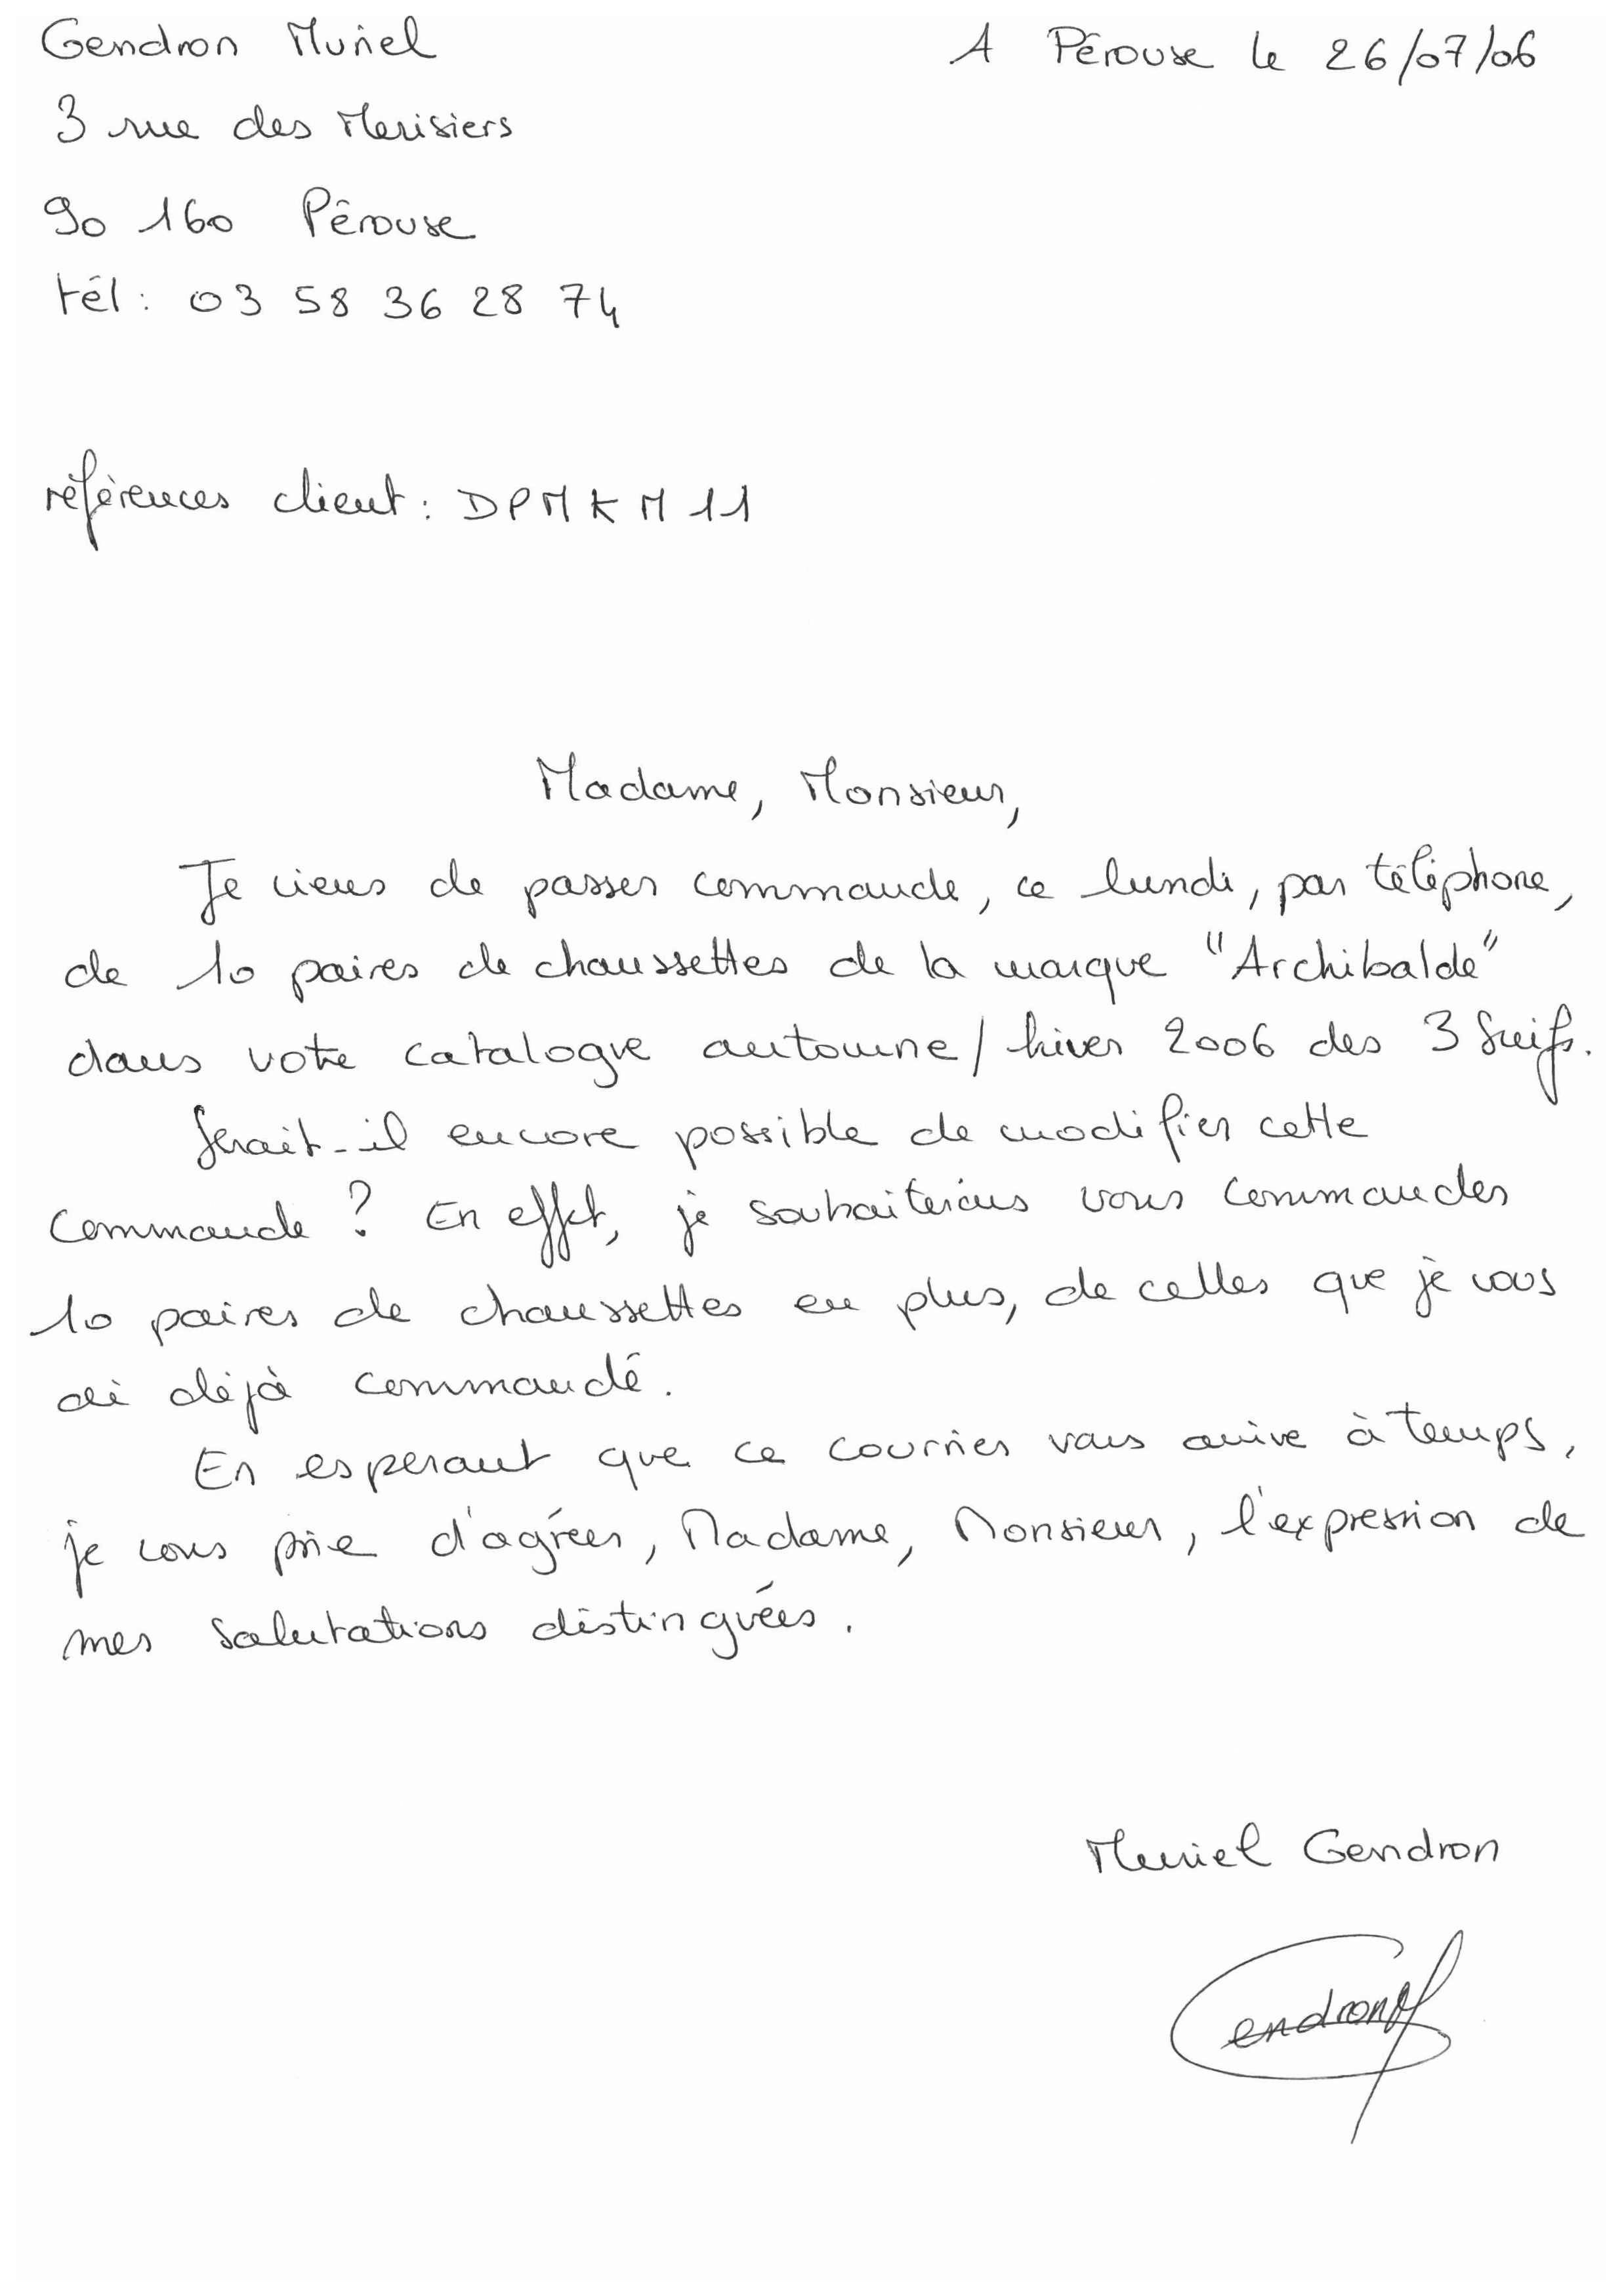 Gendron Muriel
A Pérouse le 26/07/06
3 rue des Merisiers
90 160 Pérouse
tél : 03 58 36 28 74
références client : DPMKM11
Madame, Monsieur,
Je viens de passer commande, ce lundi, par téléphone,
de 10 paires de chaussettes de la marque "Archibalde"
dans votre catalogue automne/hiver 2006 des 3 Suifs.
Serait-il encore possible de modifier cette
commande ? En effet, je souhaiterais vous commander
10 paires de chaussettes en plus, de celles que je vous
ai déjà commandé.
En esperant que ce courrier vous arrive à temps,
je vous prie d'agréer, Madame, Monsieur, l'expression de
mes salutations distinguées.
Muriel Gendron
Gendron